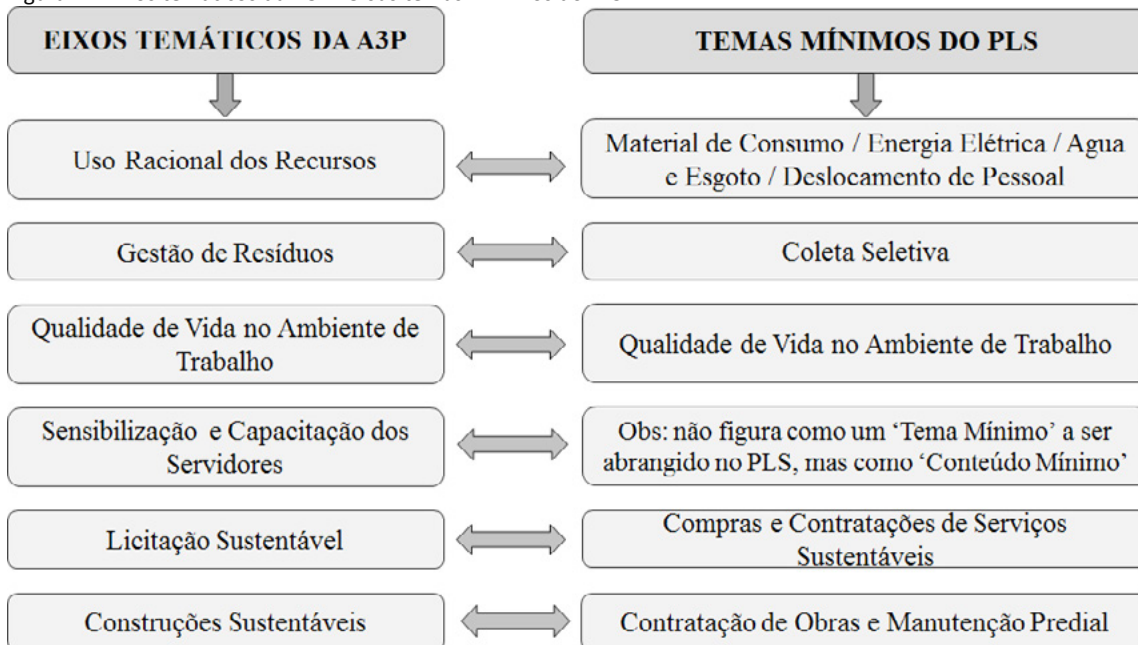 EIXOS TEMÁTICOS DA A3P
TEMAS MÍNIMOS DO PLS
Uso Racional dos Recursos
Material de Consumo / Energia Elétrica / Agua
e Esgoto / Deslocamento de Pessoal
Gestão de Resíduos
Coleta Seletiva
Qualidade de Vida no Ambiente de
Trabalho
Qualidade de Vida no Ambiente de Trabalho
Sensibilização e Capacitação dos
Servidores
Obs: não figura como um ‘Tema Mínimo’ a ser
abrangido no PLS, mas como ‘Conteúdo Mínimo’
Licitação Sustentável
Compras e Contratações de Serviços
Sustentáveis
Construções Sustentáveis
Contratação de Obras e Manutenção Predial